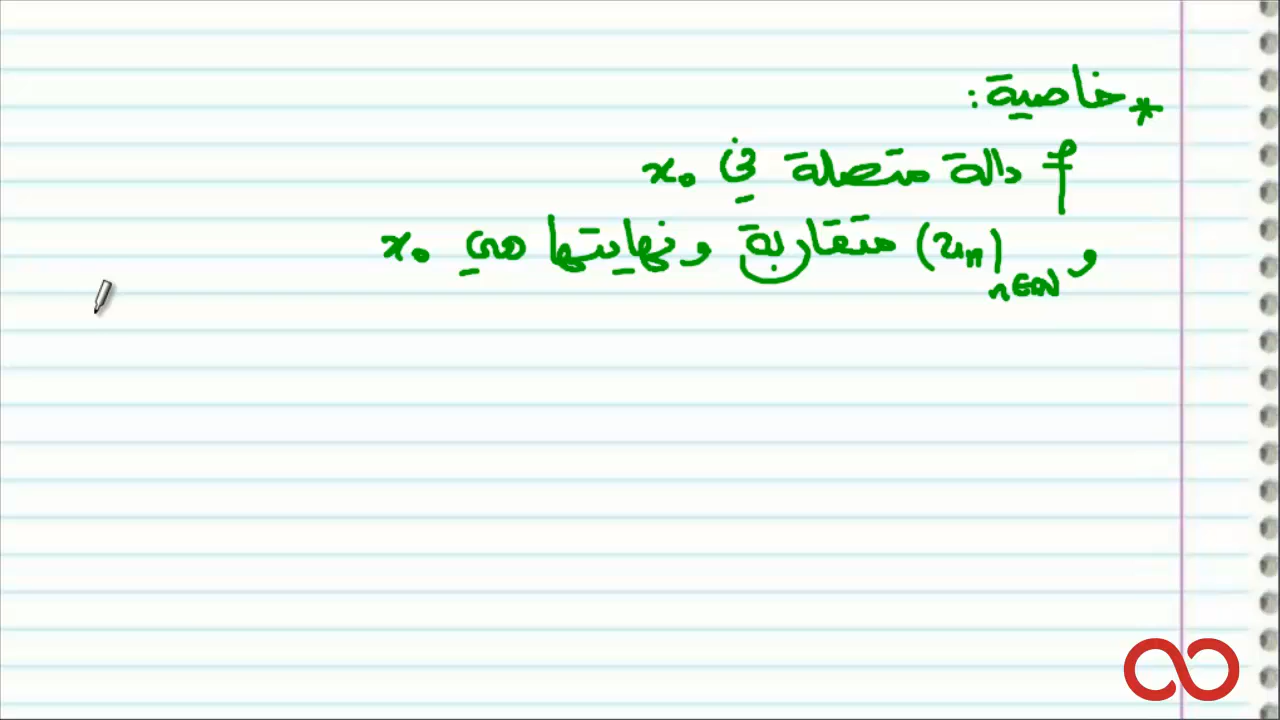 * خاصية:
f دالة متصلة في x₀
و (uₙ)ₙ∈ℕ متقاربة ونهايتها هي x₀